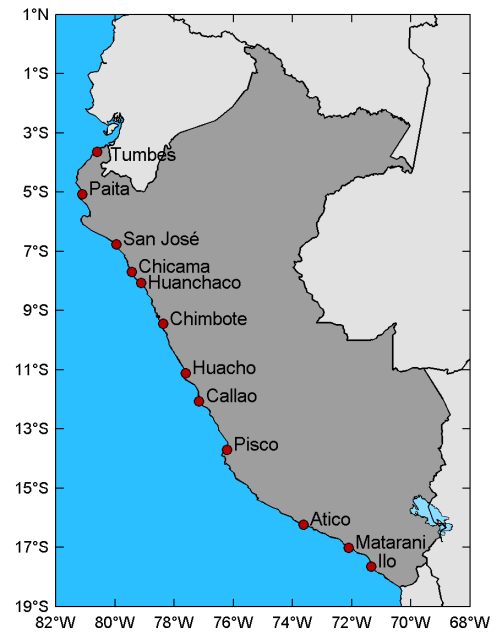 1°N
1°S
3°S
Tumbes
Paita
5°S
San José
7°S
Chicama
Huanchaco
9°S
Chimbote
Huacho
11°S
Callao
13°S
Pisco
15°S
Atico
Matarani
17°S
Ilo
19°S
82°W 80°W 78°W 76°W 74°W 72°W 70°W 68°W